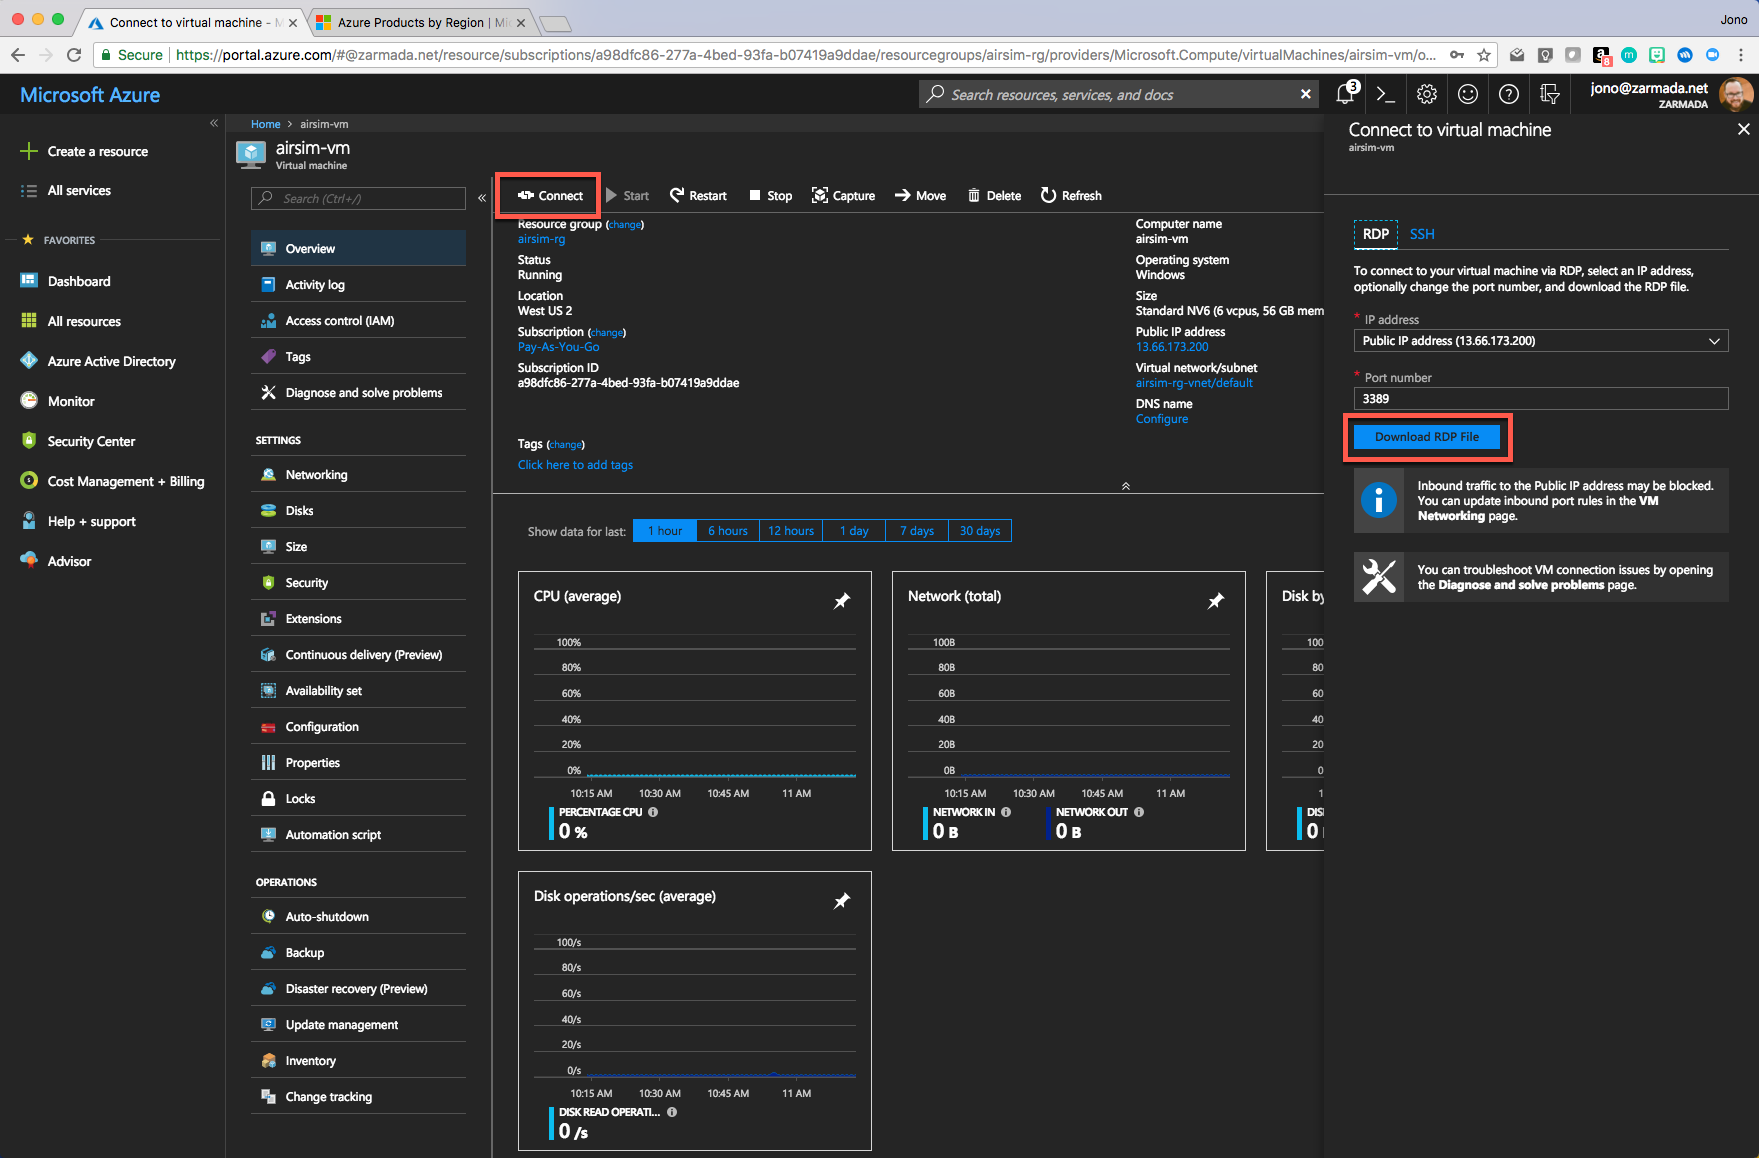 Connect to virtual machine - M
Azure Products by Region | Mic
Jono
Secure
https://portal.azure.com/#@zarmada.net/resource/subscriptions/a98dfc86-277a-4bed-93fa-b07419a9ddae/resourcegroups/airsim-rg/providers/Microsoft.Compute/virtualMachines/airsim-vm/o...
8
Microsoft Azure
Search resources, services, and docs
3
jono@zarmada.net
ZARMADA
Create a resource
All services
FAVORITES
Dashboard
All resources
Azure Active Directory
Monitor
Security Center
Cost Management + Billing
Help + support
Advisor
Home > airsim-vm
airsim-vm
Virtual machine
Search (Ctrl+/)
Overview
Activity log
Access control (IAM)
Tags
Diagnose and solve problems
SETTINGS
Networking
Disks
Size
Security
Extensions
Continuous delivery (Preview)
Availability set
Configuration
Properties
Locks
Automation script
OPERATIONS
Auto-shutdown
Backup
Disaster recovery (Preview)
Update management
Inventory
Change tracking
Connect
Start
Restart
Stop
Capture
Move
Delete
Refresh
Resource group (change)
airsim-rg
Status
Running
Location
West US 2
Subscription (change)
Pay-As-You-Go
Subscription ID
a98dfc86-277a-4bed-93fa-b07419a9ddae
Computer name
airsim-vm
Operating system
Windows
Size
Standard NV6 (6 vcpus, 56 GB mem
Public IP address
13.66.173.200
Virtual network/subnet
airsim-rg-vnet/default
DNS name
Configure
Tags (change)
Click here to add tags
Show data for last:
1 hour
6 hours
12 hours
1 day
7 days
30 days
CPU (average)
100%
80%
60%
40%
20%
0%
10:15 AM
10:30 AM
10:45 AM
11 AM
PERCENTAGE CPU
0 %
Network (total)
100B
80B
60B
40B
20B
0B
10:15 AM
10:30 AM
10:45 AM
11 AM
NETWORK IN
0 B
NETWORK OUT
0 B
Disk by
100
80
60
40
20
0
1
DIS
0
Disk operations/sec (average)
100/s
80/s
60/s
40/s
20/s
0/s
10:15 AM
10:30 AM
10:45 AM
11 AM
DISK READ OPERATI...
0 /s
Connect to virtual machine
airsim-vm
RDP
SSH
To connect to your virtual machine via RDP, select an IP address,
optionally change the port number, and download the RDP file.
* IP address
Public IP address (13.66.173.200)
* Port number
3389
Download RDP File
Inbound traffic to the Public IP address may be blocked.
You can update inbound port rules in the VM
Networking page.
You can troubleshoot VM connection issues by opening
the Diagnose and solve problems page.